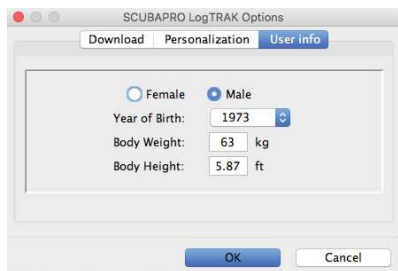 SCUBAPRO LogTRAK Options
Download Personalization User info
Female Male
Year of Birth: 1973
Body Weight: 63 kg
Body Height: 5.87 ft
OK Cancel